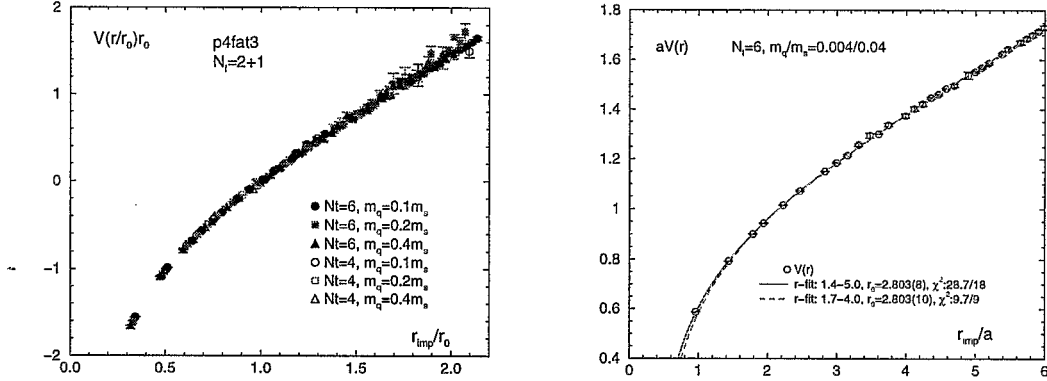 2
1
0
−1
−2
0.0 0.5 1.0 1.5 2.0
V(r/r₀)r₀
p4fat3
N_f=2+1
Nt=6, m_q=0.1m_s
Nt=6, m_q=0.2m_s
Nt=6, m_q=0.4m_s
Nt=4, m_q=0.1m_s
Nt=4, m_q=0.2m_s
Nt=4, m_q=0.4m_s
r_imp/r₀
1.8
1.6
1.4
1.2
1.0
0.8
0.6
0.4
0 1 2 3 4 5 6
aV(r)
N_t=6, m_q/m_s=0.004/0.04
V(r)
r−fit: 1.4−5.0, r₀=2.803(8), χ²:28.7/18
r−fit: 1.7−4.0, r₀=2.803(10), χ²:9.7/9
r_imp/a